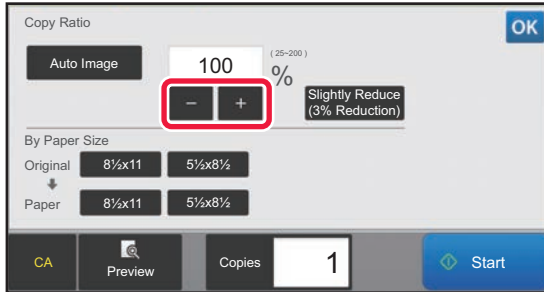 Copy Ratio
OK
Auto Image
100
(25~200)
%
− +
Slightly Reduce
(3% Reduction)
By Paper Size
Original 8½x11 5½x8½
Paper 8½x11 5½x8½
CA Preview Copies 1 Start